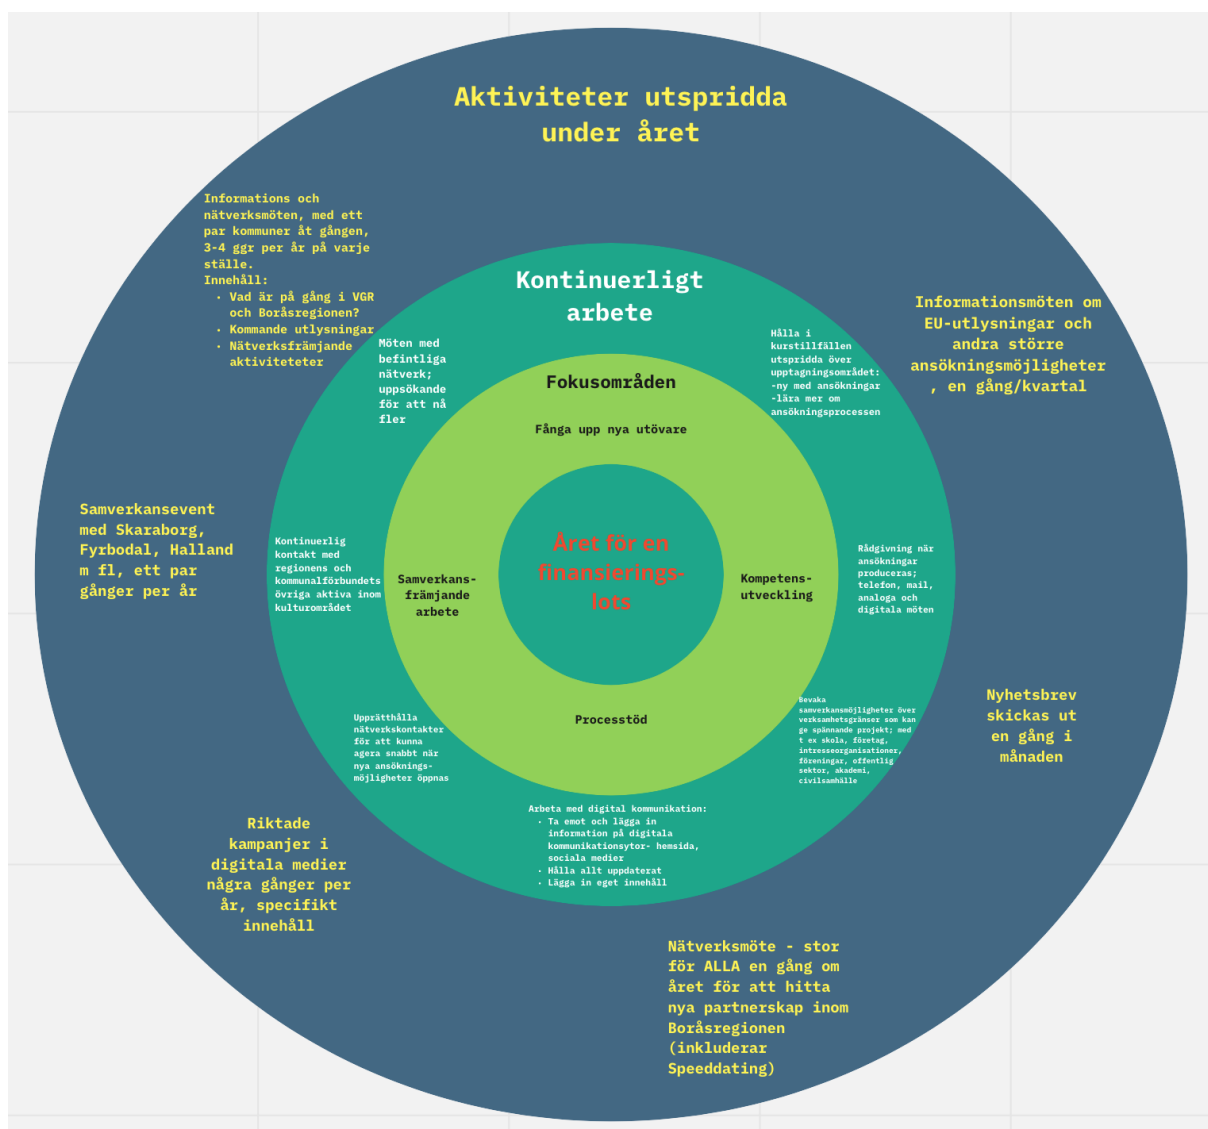 Aktiviteter utspridda
under året
Informations och
nätverksmöten, med ett
par kommuner åt gången,
3-4 ggr per år på varje
ställe.
Innehåll:
· Vad är på gång i VGR
och Boråsregionen?
· Kommande utlysningar
· Nätverksfrämjande
aktiviteteter
Informationsmöten om
EU-utlysningar och
andra större
ansökningsmöjligheter
, en gång/kvartal
Samverkansevent
med Skaraborg,
Fyrbodal, Halland
m fl, ett par
gånger per år
Nyhetsbrev
skickas ut
en gång i
månaden
Riktade
kampanjer i
digitala medier
några gånger per
år, specifikt
innehåll
Nätverksmöte - stor
för ALLA en gång om
året för att hitta
nya partnerskap inom
Boråsregionen
(inkluderar
Speeddating)
Kontinuerligt
arbete
Möten med
befintliga
nätverk;
uppsökande
för att nå
fler
Hålla i
kurstillfällen
utspridda över
upptagningsområdet:
-ny med ansökningar
-lära mer om
ansökningsprocessen
Kontinuerlig
kontakt med
regionens och
kommunalförbundets
övriga aktiva inom
kulturområdet
Rådgivning när
ansökningar
produceras;
telefon, mail,
analoga och
digitala möten
Upprätthålla
nätverkskontakter
för att kunna
agera snabbt när
nya ansöknings-
möjligheter öppnas
Bevaka
samverkansmöjligheter över
verksamhetsgränser som kan
ge spännande projekt; med
t ex skola, företag,
intresseorganisationer,
föreningar, offentlig
sektor, akademi,
civilsamhälle
Arbeta med digital kommunikation:
· Ta emot och lägga in
information på digitala
kommunikationsytor- hemsida,
sociala medier
· Hålla allt uppdaterat
· Lägga in eget innehåll
Fokusområden
Fånga upp nya utövare
Samverkans-
främjande
arbete
Kompetens-
utveckling
Processtöd
Året för en
finansierings-
lots